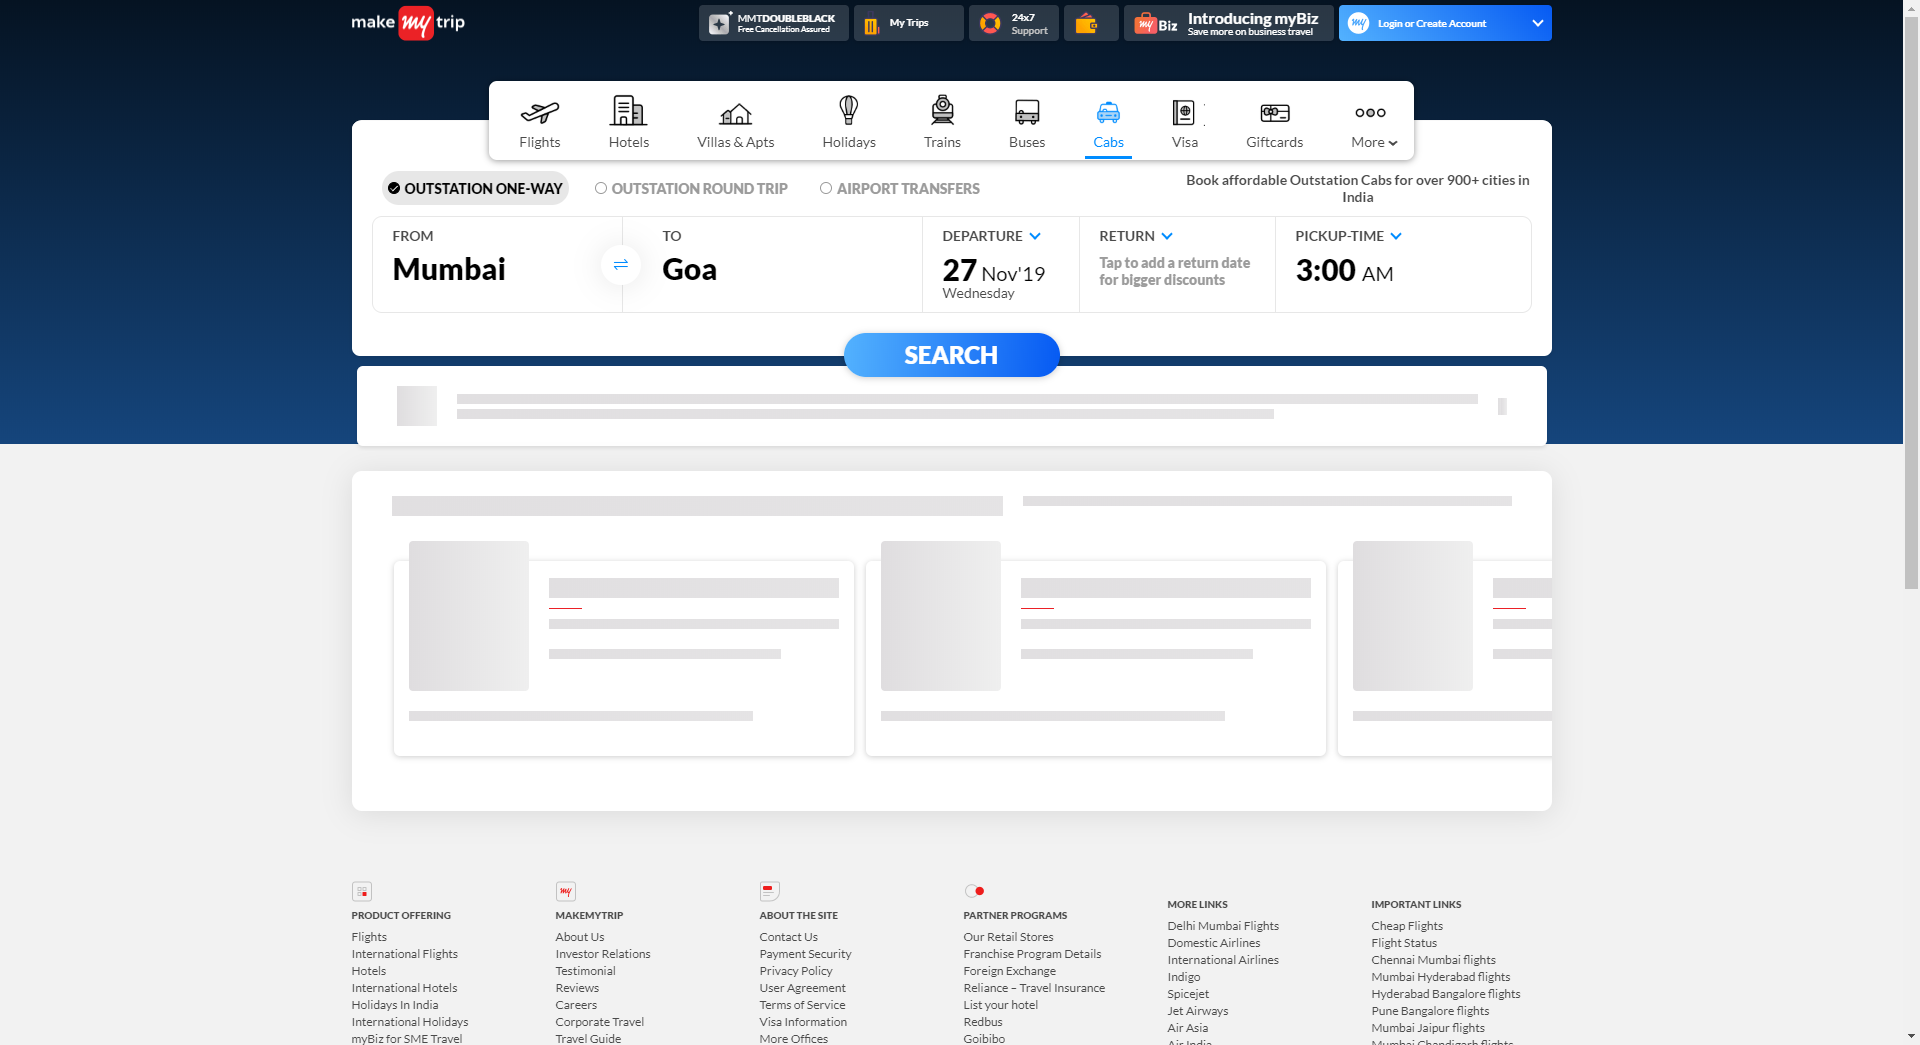 make my trip
MMTDOUBLEBLACK
Free Cancellation Assured
My Trips
24x7
Support
my Biz
Introducing myBiz
Save more on business travel
my
Login or Create Account
Flights
Hotels
Villas & Apts
Holidays
Trains
Buses
Cabs
Visa
Giftcards
More
OUTSTATION ONE-WAY
OUTSTATION ROUND TRIP
AIRPORT TRANSFERS
Book affordable Outstation Cabs for over 900+ cities in
India
FROM
Mumbai
TO
Goa
DEPARTURE
27 Nov'19
Wednesday
RETURN
Tap to add a return date
for bigger discounts
PICKUP-TIME
3:00 AM
SEARCH
PRODUCT OFFERING
Flights
International Flights
Hotels
International Hotels
Holidays In India
International Holidays
myBiz for SME Travel
my
MAKEMYTRIP
About Us
Investor Relations
Testimonial
Reviews
Careers
Corporate Travel
Travel Guide
ABOUT THE SITE
Contact Us
Payment Security
Privacy Policy
User Agreement
Terms of Service
Visa Information
More Offices
PARTNER PROGRAMS
Our Retail Stores
Franchise Program Details
Foreign Exchange
Reliance – Travel Insurance
List your hotel
Redbus
Goibibo
MORE LINKS
Delhi Mumbai Flights
Domestic Airlines
International Airlines
Indigo
Spicejet
Jet Airways
Air Asia
Air India
IMPORTANT LINKS
Cheap Flights
Flight Status
Chennai Mumbai flights
Mumbai Hyderabad flights
Hyderabad Bangalore flights
Pune Bangalore flights
Mumbai Jaipur flights
Mumbai Chandigarh flights